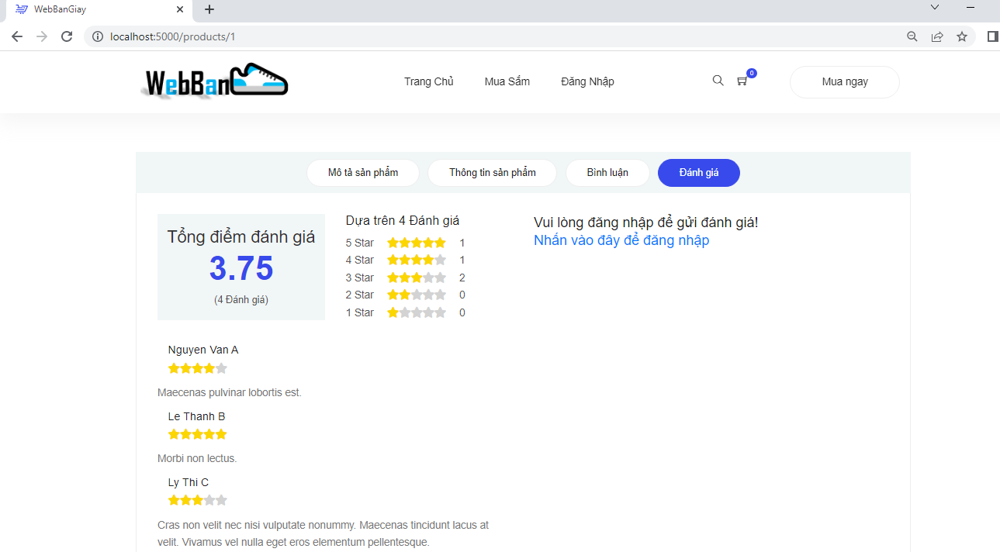 WebBanGiay
localhost:5000/products/1
WebBan
Trang Chủ
Mua Sắm
Đăng Nhập
0
Mua ngay
Mô tả sản phẩm
Thông tin sản phẩm
Bình luận
Đánh giá
Tổng điểm đánh giá
3.75
(4 Đánh giá)
Dựa trên 4 Đánh giá
5 Star 1
4 Star 1
3 Star 2
2 Star 0
1 Star 0
Vui lòng đăng nhập để gửi đánh giá!
Nhấn vào đây để đăng nhập
Nguyen Van A
Maecenas pulvinar lobortis est.
Le Thanh B
Morbi non lectus.
Ly Thi C
Cras non velit nec nisi vulputate nonummy. Maecenas tincidunt lacus at
velit. Vivamus vel nulla eget eros elementum pellentesque.